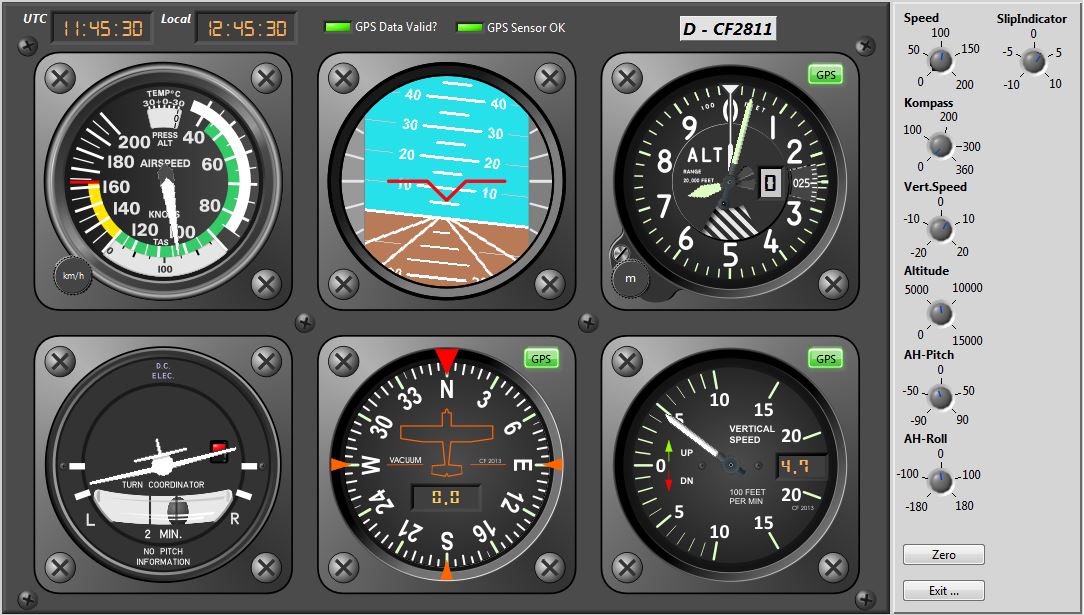 UTC 11:45:30 Local 12:45:30 GPS Data Valid? GPS Sensor OK D - CF2811
TEMP°C
30+0-30
PRESS
ALT
200 40
180 AIRSPEED 60
160
140 KNO 80
120 100
TAS
100
km/h
40 40
30 30
20 20
10 10
GPS
100 FEET
0
9 1
8 ALT 2
RANGE
20,000 FEET
0 025
7 3
6 4
5
m
D.C.
ELEC.
TURN COORDINATOR
L R
2 MIN.
NO PITCH
INFORMATION
GPS
N
33 3
30 6
W VACUUM CF 2013 E
0.0
24 12
21 16
S
GPS
10 15
5 VERTICAL
SPEED 20
UP
0 4.7
DN
100 FEET
PER MIN 20
CF 2013
5 10 15
Speed SlipIndicator
100 0
50 150 -5 5
0 200 -10 10
Kompass
200
100 300
0 360
Vert.Speed
0
-10 10
-20 20
Altitude
5000 10000
0 15000
AH-Pitch
0
-50 50
-90 90
AH-Roll
0
-100 100
-180 180
Zero
Exit ...